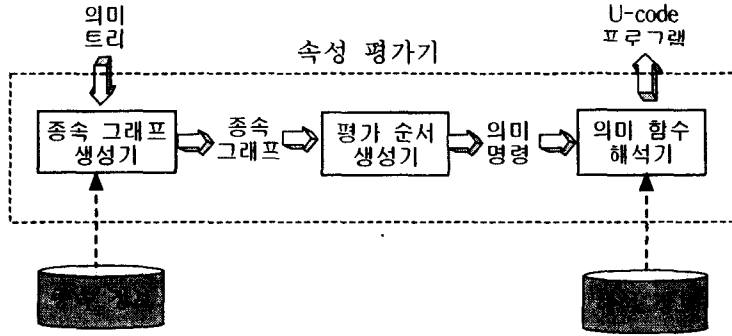 의미
트리
U-code
프로그램
속성 평가기
종속 그래프
생성기
종속
그래프
평가 순서
생성기
의미
명령
의미 함수
해석기